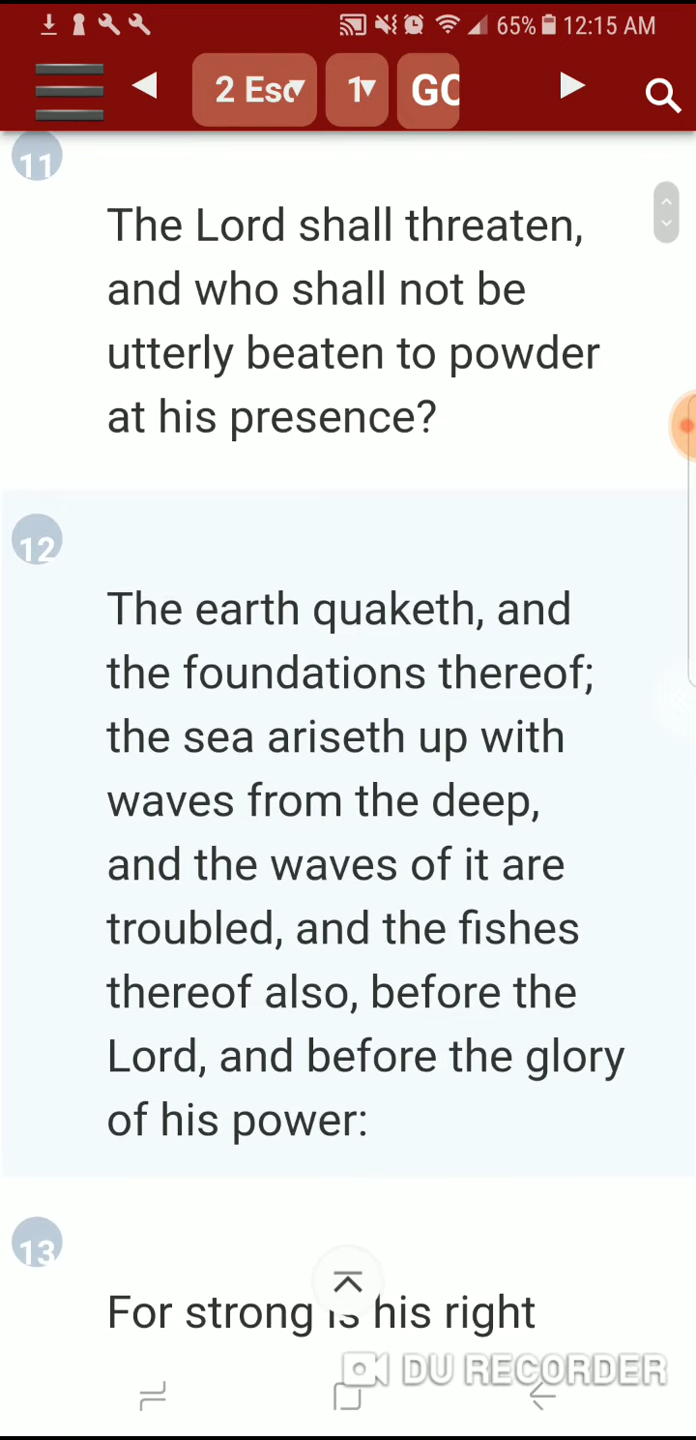 65% 12:15 AM
2 Esd 1 GO
11
The Lord shall threaten,
and who shall not be
utterly beaten to powder
at his presence?
12
The earth quaketh, and
the foundations thereof;
the sea ariseth up with
waves from the deep,
and the waves of it are
troubled, and the fishes
thereof also, before the
Lord, and before the glory
of his power:
13
For strong is his right
DU RECORDER